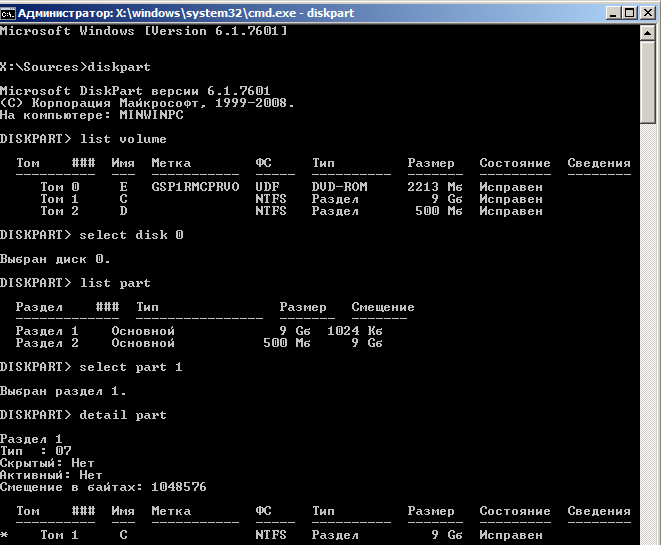 Администратор: X:\windows\system32\cmd.exe - diskpart
Microsoft Windows [Version 6.1.7601]
X:\Sources>diskpart
Microsoft DiskPart версии 6.1.7601
(C) Корпорация Майкрософт, 1999-2008.
На компьютере: MINWINPC
DISKPART> list volume
Том ### Имя Метка ФС Тип Размер Состояние Сведения
---------- --- ----------- ----- ---------- ------- --------- --------
Том 0 E GSP1RMCPRVO UDF DVD-ROM 2213 Мб Исправен
Том 1 C NTFS Раздел 9 Gб Исправен
Том 2 D NTFS Раздел 500 Мб Исправен
DISKPART> select disk 0
Выбран диск 0.
DISKPART> list part
Раздел ### Тип Размер Смещение
------------- ---------------- ------- --------
Раздел 1 Основной 9 Gб 1024 Кб
Раздел 2 Основной 500 Мб 9 Gб
DISKPART> select part 1
Выбран раздел 1.
DISKPART> detail part
Раздел 1
Тип : 07
Скрытый: Нет
Активный: Нет
Смещение в байтах: 1048576
Том ### Имя Метка ФС Тип Размер Состояние Сведения
---------- --- ----------- ----- ---------- ------- --------- --------
* Том 1 C NTFS Раздел 9 Gб Исправен